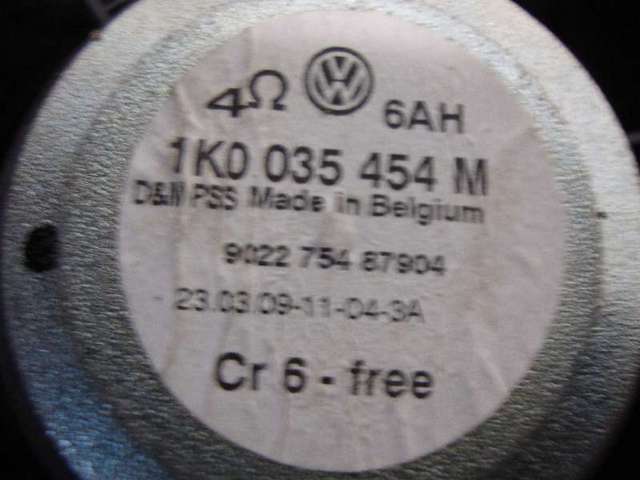 4Ω VW 6AH
1K0 035 454 M
D&M PSS Made in Belgium
9022 754 87904
23.03.09-11-04-3A
Cr 6 - free